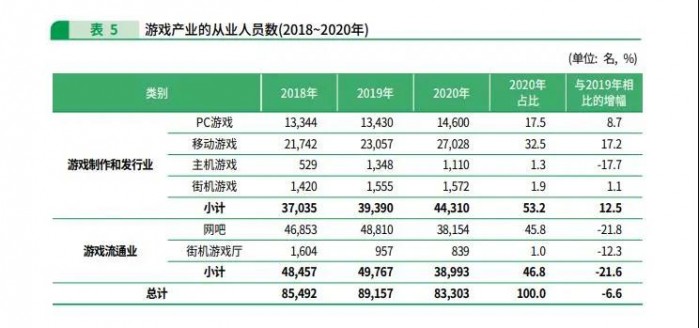 表 5 游戏产业的从业人员数(2018~2020年)
(单位: 名, %)
类别 2018年 2019年 2020年 2020年占比 与2019年相比的增幅
游戏制作和发行业 PC游戏 13,344 13,430 14,600 17.5 8.7
移动游戏 21,742 23,057 27,028 32.5 17.2
主机游戏 529 1,348 1,110 1.3 -17.7
街机游戏 1,420 1,555 1,572 1.9 1.1
小计 37,035 39,390 44,310 53.2 12.5
游戏流通业 网吧 46,853 48,810 38,154 45.8 -21.8
街机游戏厅 1,604 957 839 1.0 -12.3
小计 48,457 49,767 38,993 46.8 -21.6
总计 85,492 89,157 83,303 100.0 -6.6